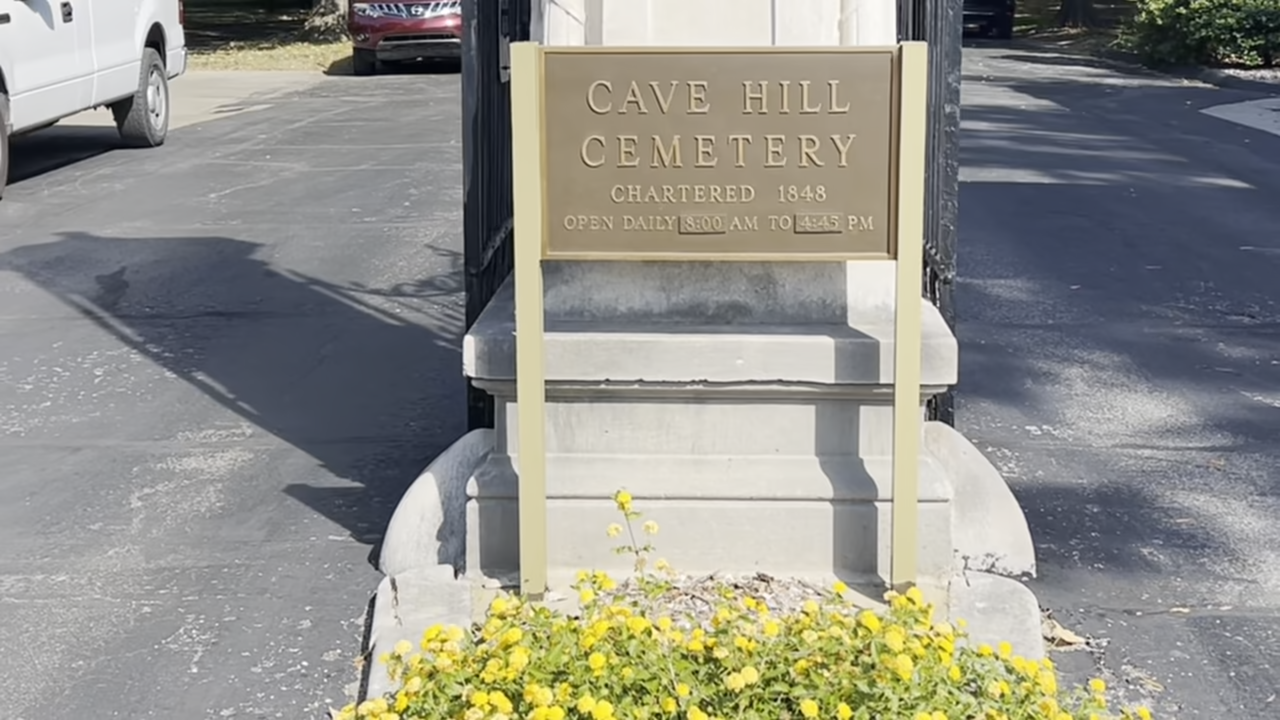 CAVE HILL
CEMETERY
CHARTERED 1848
OPEN DAILY 8:00 AM TO 4:45 PM